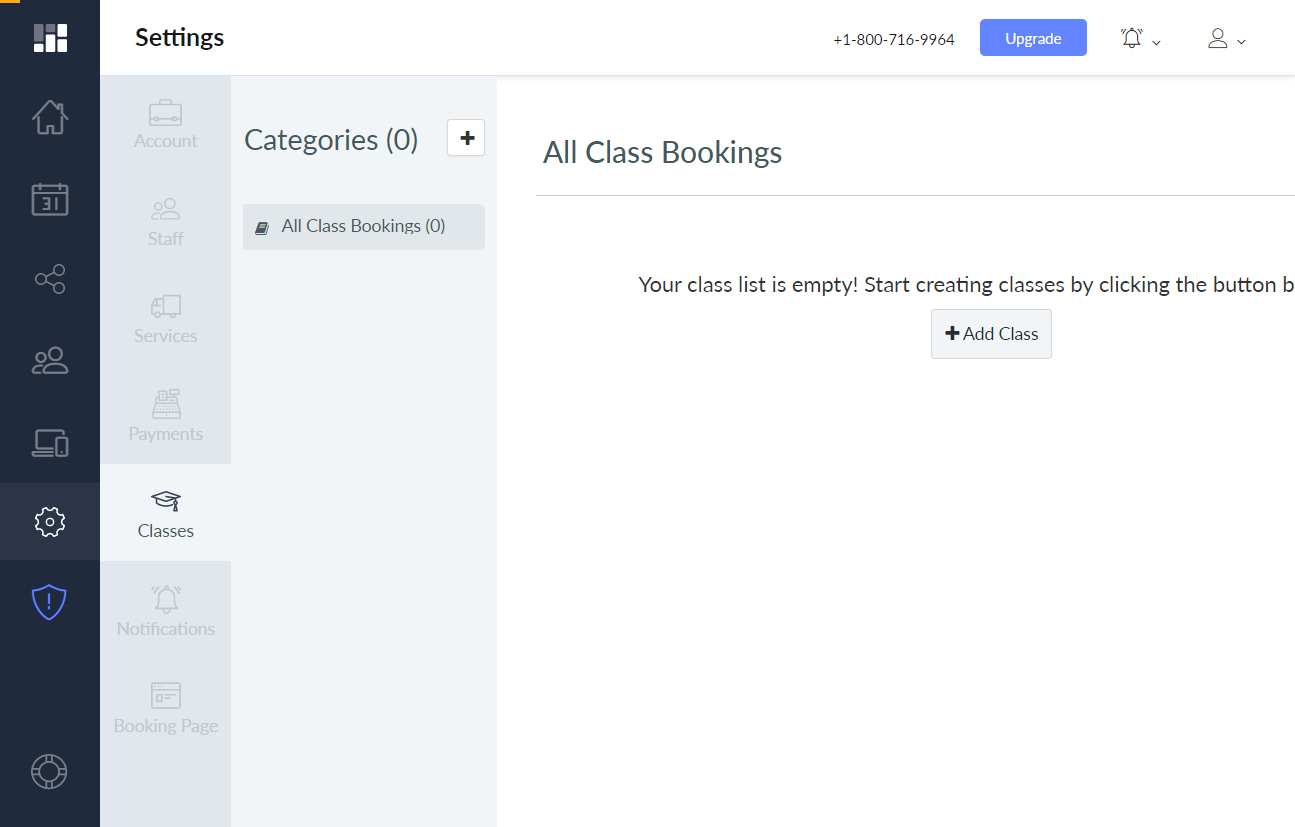 Settings
+1-800-716-9964
Upgrade
Account
Staff
Services
Payments
Classes
Notifications
Booking Page
31
Categories (0)
All Class Bookings (0)
All Class Bookings
Your class list is empty! Start creating classes by clicking the button b
Add Class